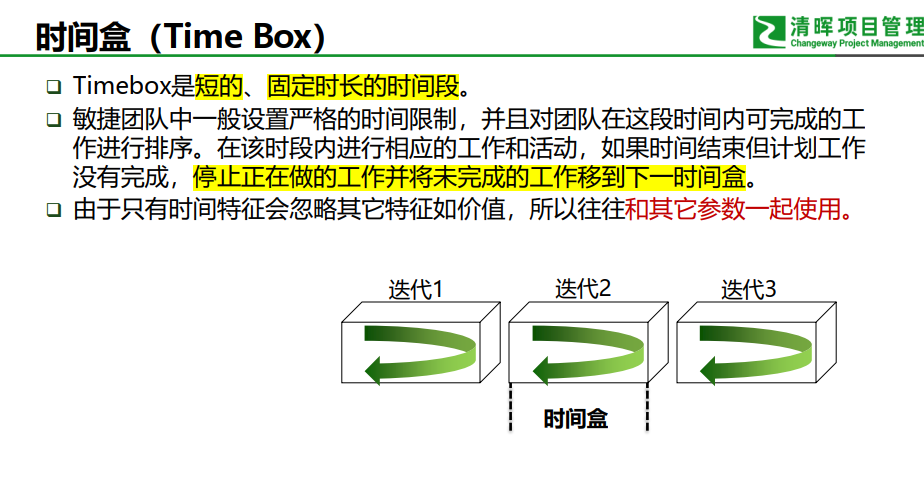 时间盒（Time Box）
清晖项目管理
Changeway Project Management
Timebox是短的、固定时长的时间段。
敏捷团队中一般设置严格的时间限制，并且对团队在这段时间内可完成的工
作进行排序。在该时段内进行相应的工作和活动，如果时间结束但计划工作
没有完成，停止正在做的工作并将未完成的工作移到下一时间盒。
由于只有时间特征会忽略其它特征如价值，所以往往和其它参数一起使用。
迭代1
迭代2
迭代3
时间盒